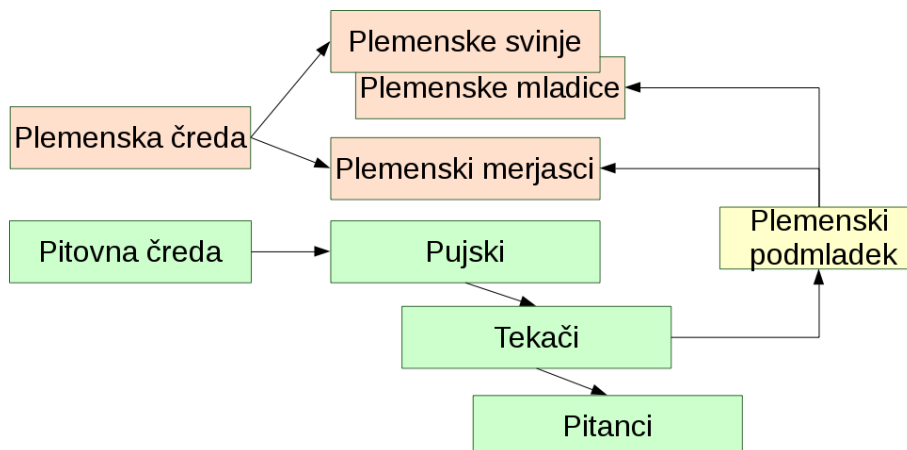 Plemenske svinje
Plemenske mladice
Plemenska čreda
Plemenski merjasci
Plemenski
podmladek
Pitovna čreda
Pujski
Tekači
Pitanci